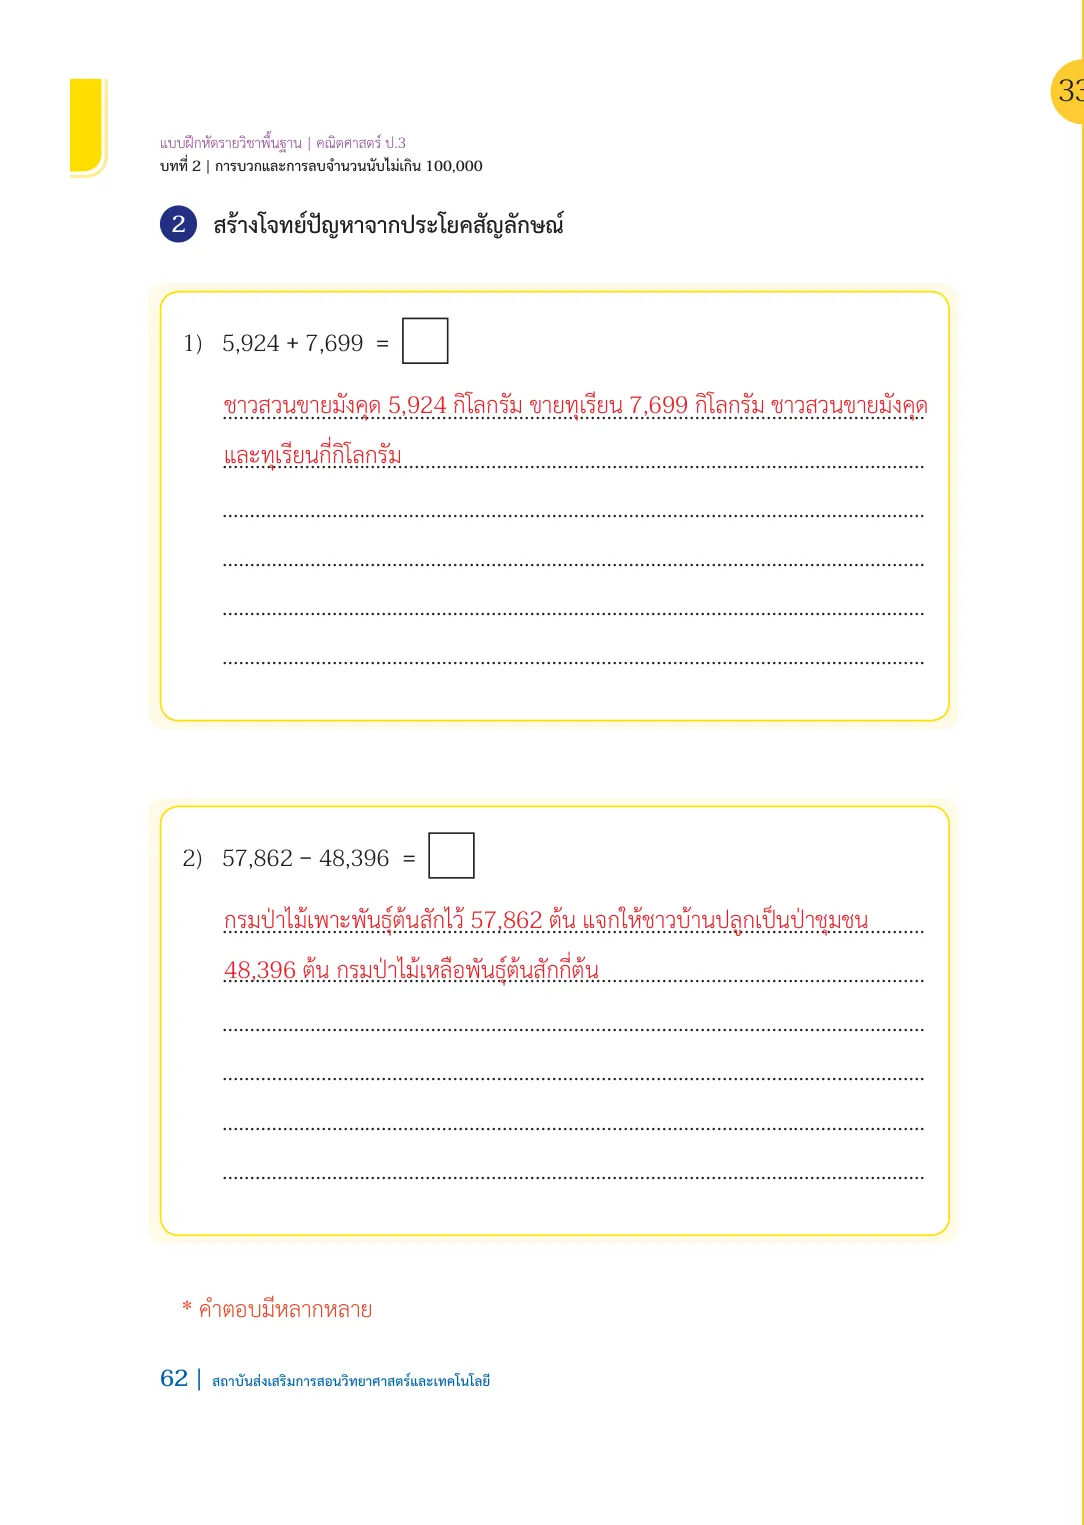 33
แบบฝึกหัดรายวิชาพื้นฐาน | คณิตศาสตร์ ป.3
บทที่ 2 | การบวกและการลบจำนวนนับไม่เกิน 100,000
2 สร้างโจทย์ปัญหาจากประโยคสัญลักษณ์
1) 5,924 + 7,699 =
ชาวสวนขายมังคุด 5,924 กิโลกรัม ขายทุเรียน 7,699 กิโลกรัม ชาวสวนขายมังคุด
และทุเรียนกี่กิโลกรัม
2) 57,862 – 48,396 =
กรมป่าไม้เพาะพันธุ์ต้นสักไว้ 57,862 ต้น แจกให้ชาวบ้านปลูกเป็นป่าชุมชน
48,396 ต้น กรมป่าไม้เหลือพันธุ์ต้นสักกี่ต้น
* คำตอบมีหลากหลาย
62 | สถาบันส่งเสริมการสอนวิทยาศาสตร์และเทคโนโลยี